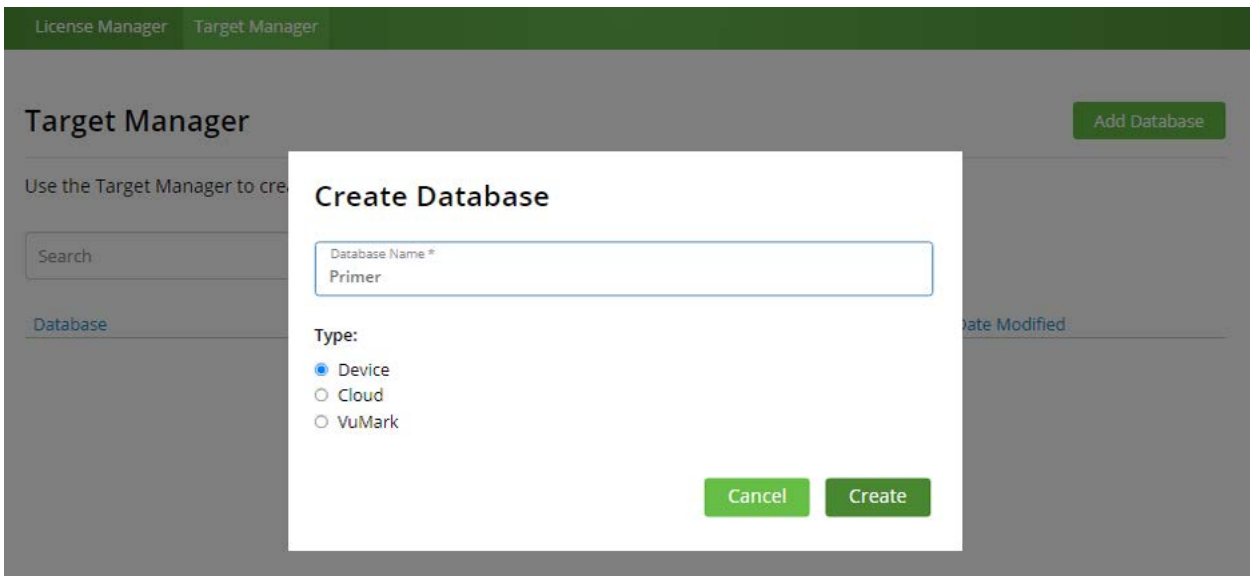 License Manager Target Manager
Target Manager
Add Database
Use the Target Manager to cre
Search
Database
Date Modified
Create Database
Database Name *
Primer
Type:
Device
Cloud
VuMark
Cancel
Create